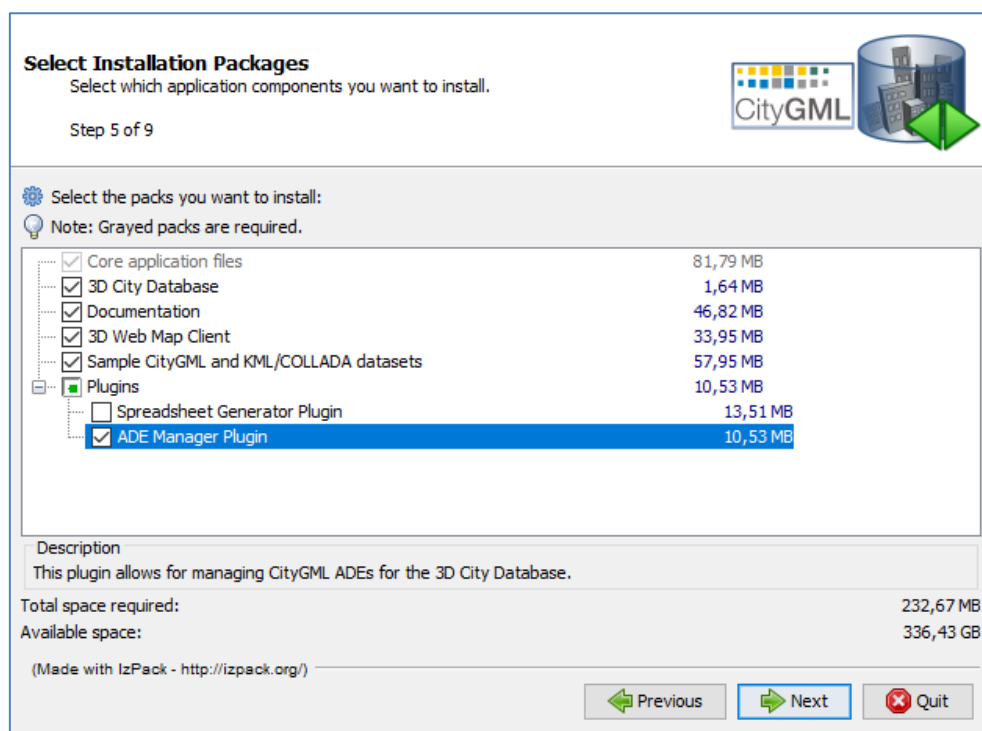 Select Installation Packages
Select which application components you want to install.
Step 5 of 9
CityGML
Select the packs you want to install:
Note: Grayed packs are required.
Core application files 81,79 MB
3D City Database 1,64 MB
Documentation 46,82 MB
3D Web Map Client 33,95 MB
Sample CityGML and KML/COLLADA datasets 57,95 MB
Plugins 10,53 MB
Spreadsheet Generator Plugin 13,51 MB
ADE Manager Plugin 10,53 MB
Description
This plugin allows for managing CityGML ADEs for the 3D City Database.
Total space required: 232,67 MB
Available space: 336,43 GB
(Made with IzPack - http://izpack.org/)
Previous Next Quit